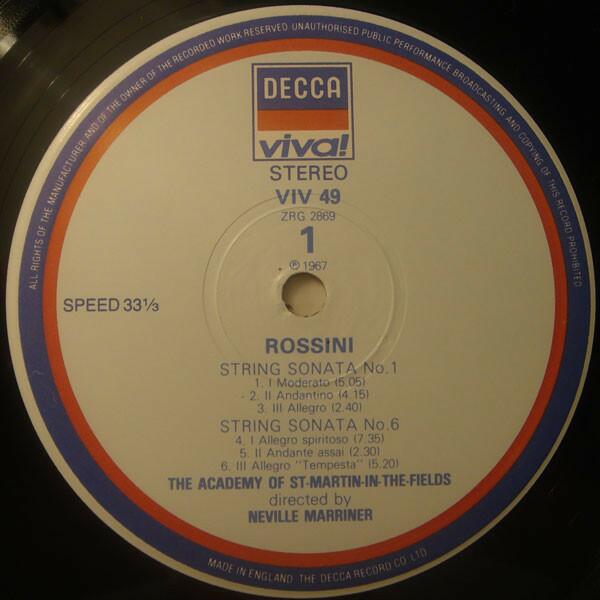 ALL RIGHTS OF THE MANUFACTURER AND OF THE OWNER OF THE RECORDED WORK RESERVED UNAUTHORISED PUBLIC PERFORMANCE BROADCASTING AND COPYING OF THIS RECORD PROHIBITED
DECCA
viva!
STEREO
VIV 49
ZRG 2869
1
℗ 1967
SPEED 33⅓
ROSSINI
STRING SONATA No.1
1. I Moderato (5.05)
2. II Andantino (4.15)
3. III Allegro (2.40)
STRING SONATA No.6
4. I Allegro spiritoso (7.35)
5. II Andante assai (2.30)
6. III Allegro "Tempesta" (5.20)
THE ACADEMY OF ST-MARTIN-IN-THE-FIELDS
directed by
NEVILLE MARRINER
MADE IN ENGLAND THE DECCA RECORD CO LTD